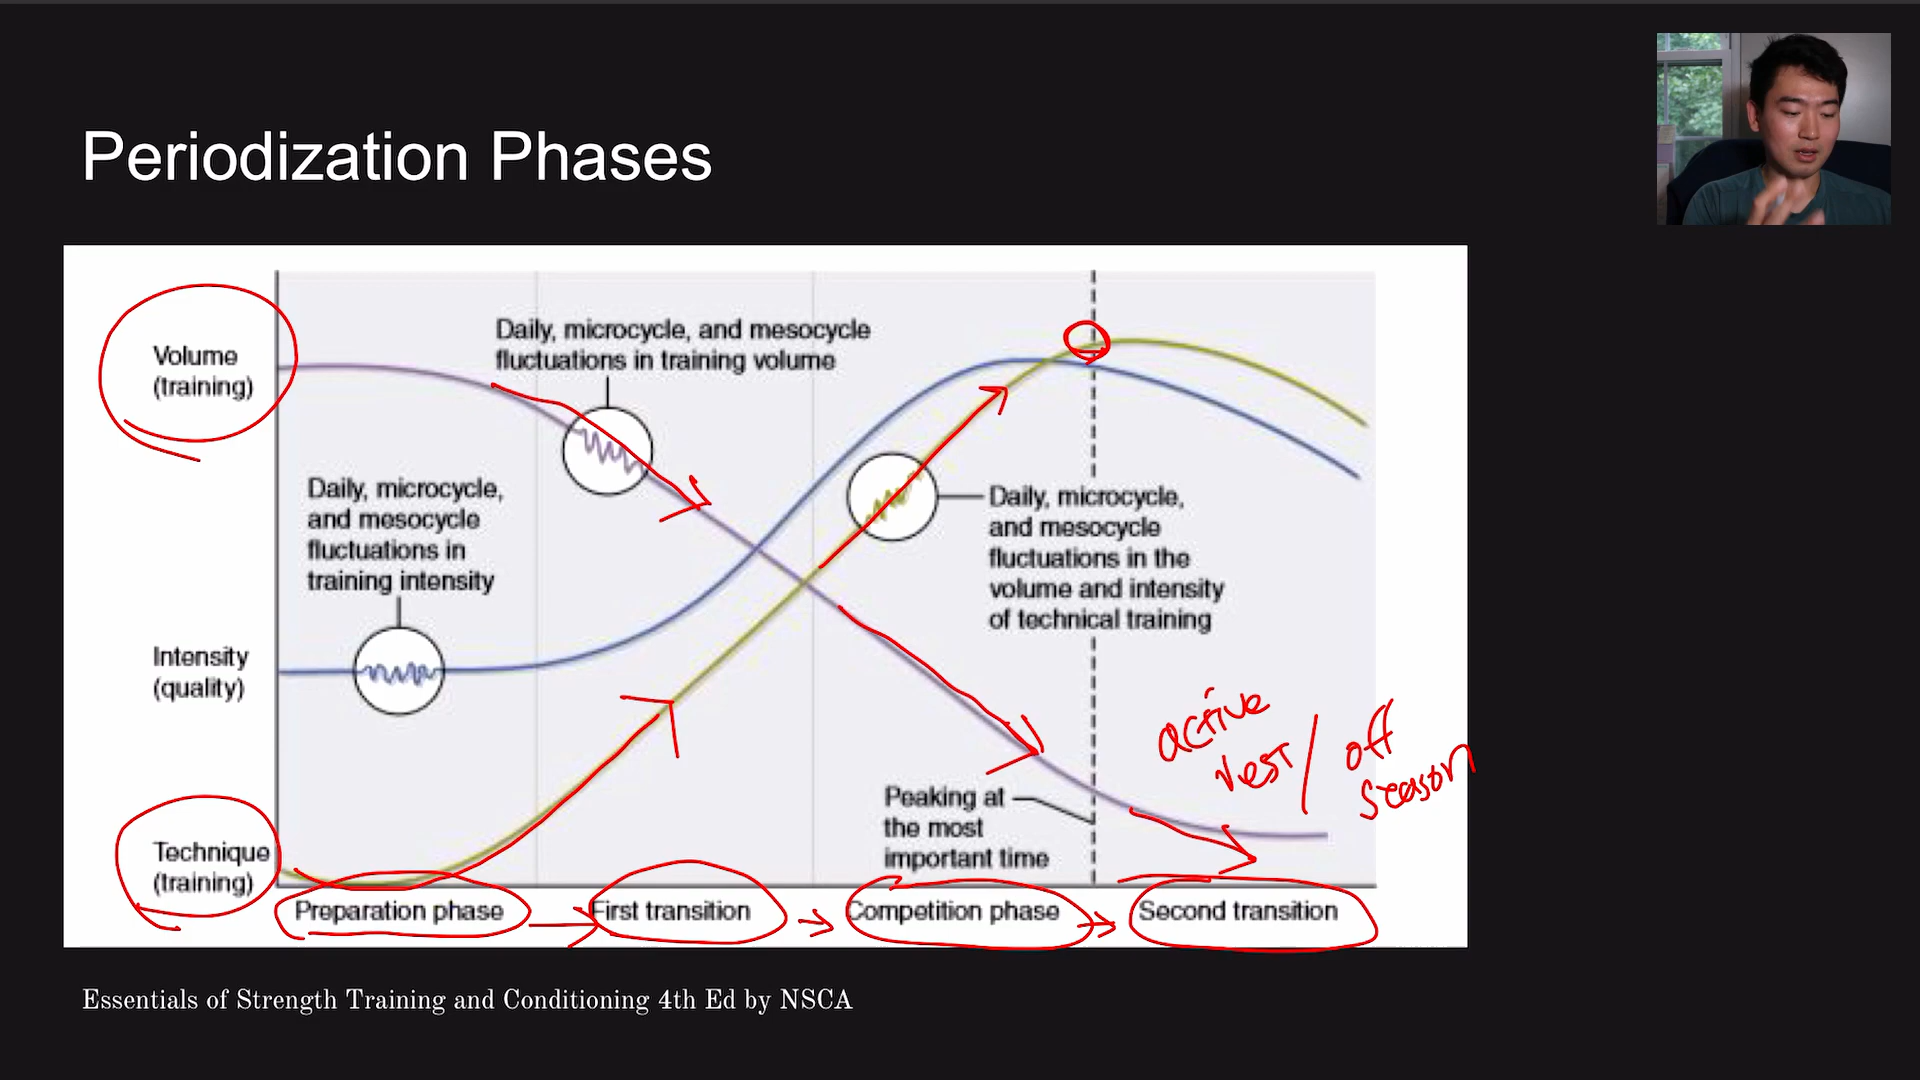 Periodization Phases
Volume
(training)
Daily, microcycle, and mesocycle
fluctuations in training volume
Daily, microcycle,
and mesocycle
fluctuations in
training intensity
Daily, microcycle,
and mesocycle
fluctuations in the
volume and intensity
of technical training
Intensity
(quality)
active
rest/
off
season
Peaking at
the most
important time
Technique
(training)
Preparation phase
First transition
Competition phase
Second transition
Essentials of Strength Training and Conditioning 4th Ed by NSCA